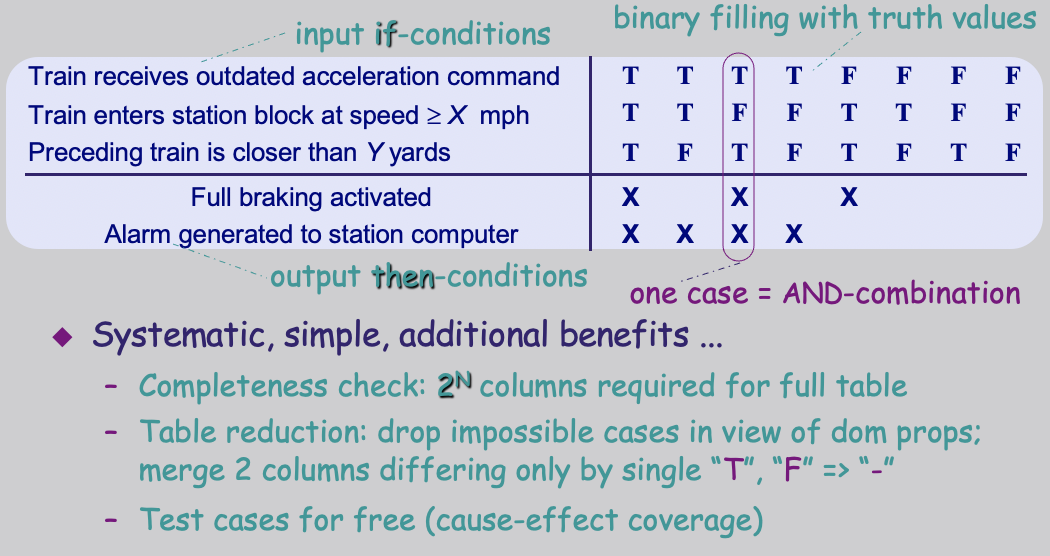 input if-conditions
binary filling with truth values
Train receives outdated acceleration command T T T T F F F F
Train enters station block at speed ≥ X mph T T F F T T F F
Preceding train is closer than Y yards T F T F T F T F
Full braking activated X X X
Alarm generated to station computer X X X X
output then-conditions
one case = AND-combination
◆ Systematic, simple, additional benefits ...
– Completeness check: 2^N columns required for full table
– Table reduction: drop impossible cases in view of dom props;
merge 2 columns differing only by single “T”, “F” => “-”
– Test cases for free (cause-effect coverage)